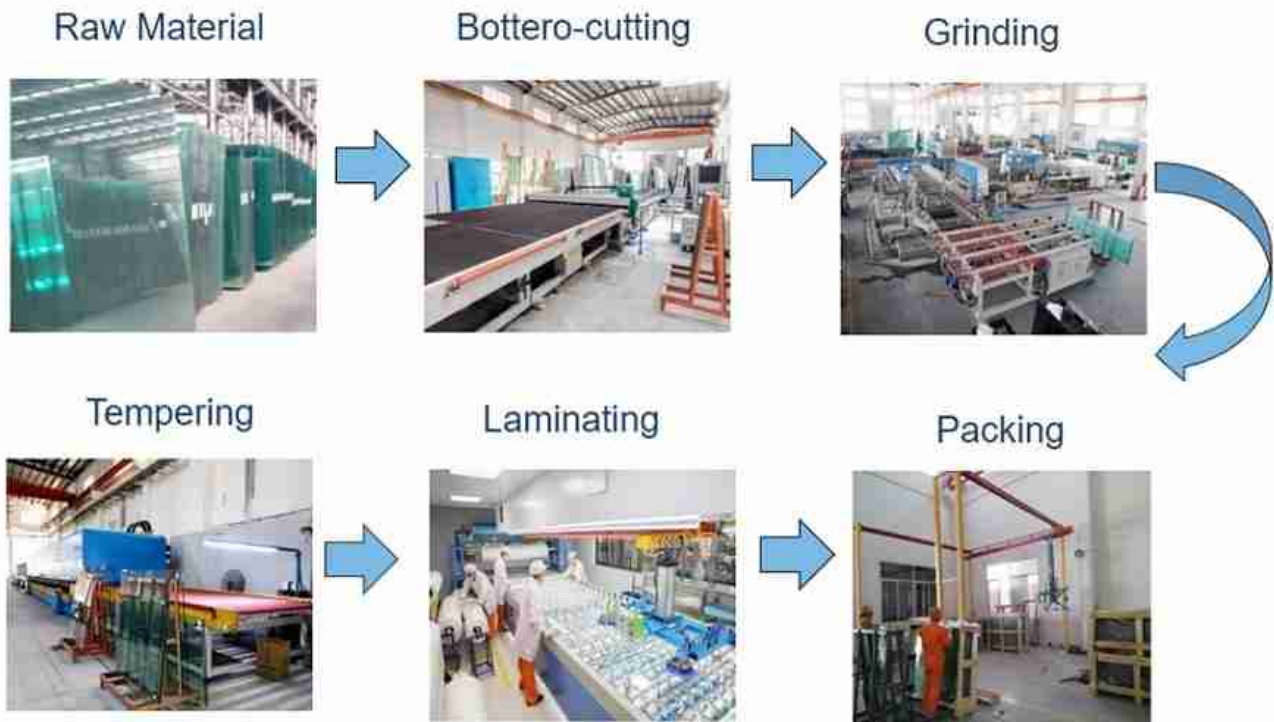 Raw Material
Bottero-cutting
Grinding
Tempering
Laminating
Packing